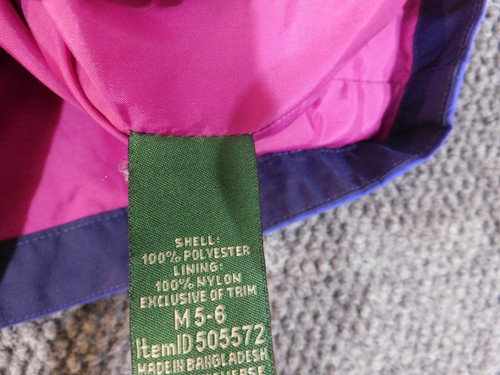 SHELL:
100% POLYESTER
LINING:
100% NYLON
EXCLUSIVE OF TRIM
M 5-6
ItemID 505572
MADE IN BANGLADESH